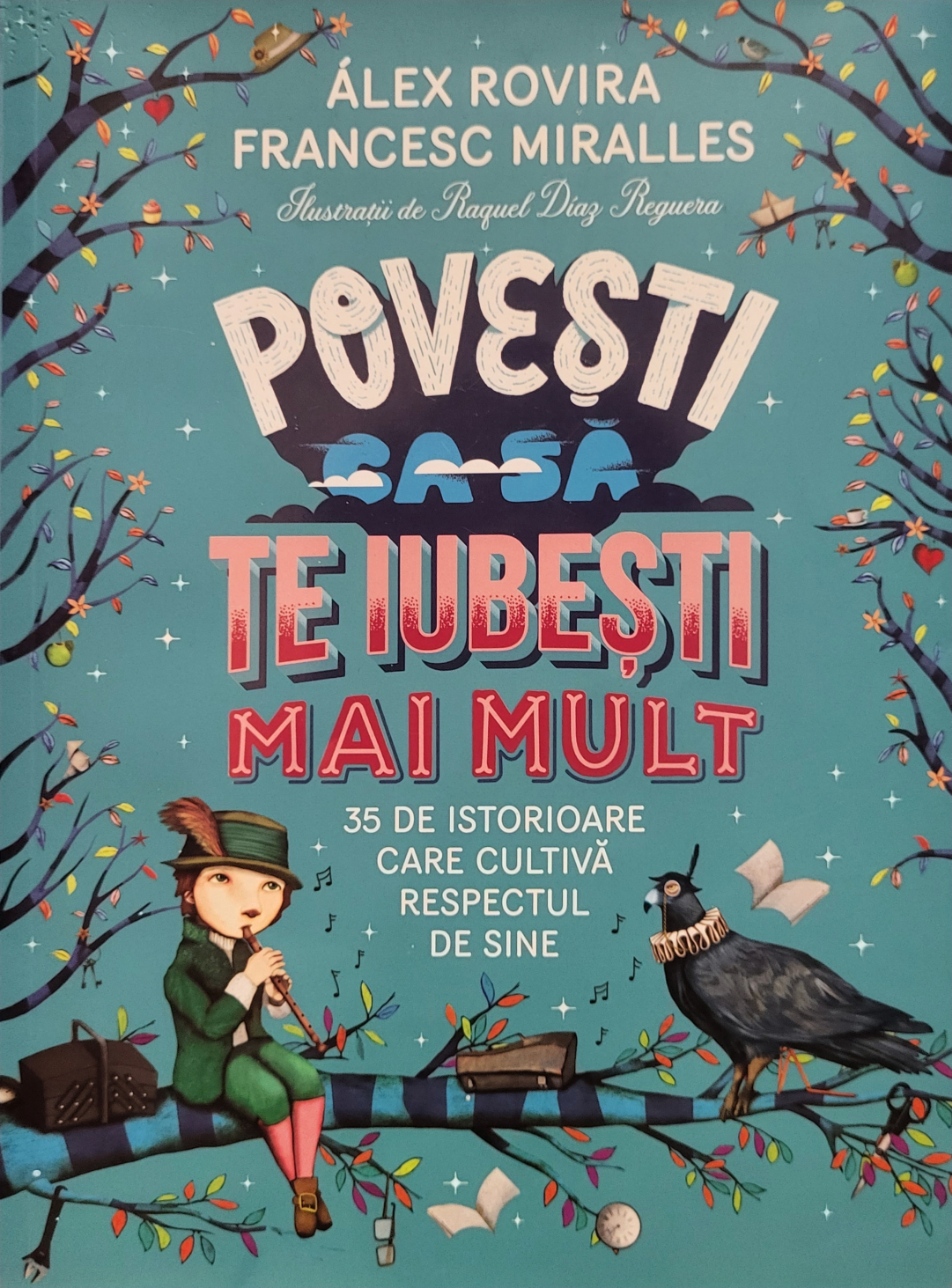 ÁLEX ROVIRA
FRANCESC MIRALLES
Ilustrații de Raquel Díaz Reguera
POVEȘTI
CA SĂ
TE IUBEȘTI
MAI MULT
35 DE ISTORIOARE
CARE CULTIVĂ
RESPECTUL
DE SINE